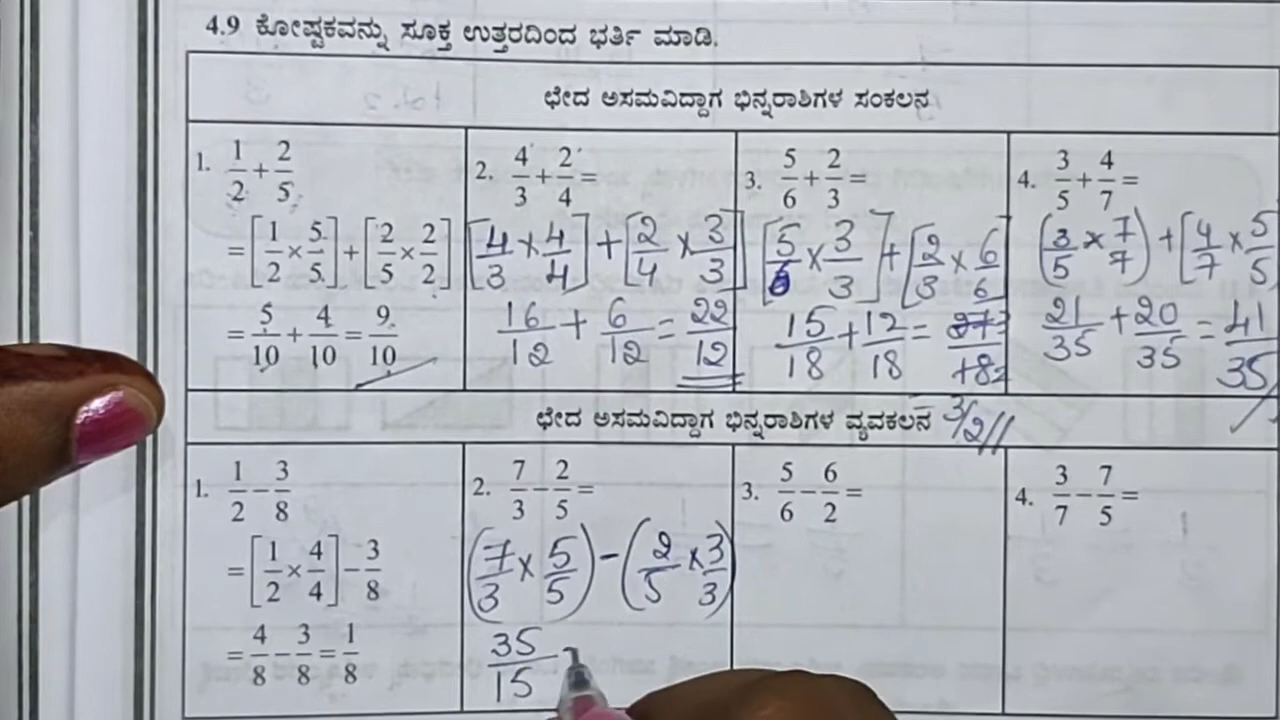 4.9 ಕೋಷ್ಟಕವನ್ನು ಸೂಕ್ತ ಉತ್ತರದಿಂದ ಭರ್ತಿ ಮಾಡಿ.
ಛೇದ ಅಸಮವಿದ್ದಾಗ ಭಿನ್ನರಾಶಿಗಳ ಸಂಕಲನ
1. 1/2 + 2/5
= [1/2 × 5/5] + [2/5 × 2/2]
= 5/10 + 4/10 = 9/10
2. 4/3 + 2/4 =
[4/3 × 4/4] + [2/4 × 3/3]
16/12 + 6/12 = 22/12
3. 5/6 + 2/3 =
[5/6 × 3/3] + [2/3 × 6/6]
15/18 + 12/18 = 27/18 =
= 3/2
4. 3/5 + 4/7 =
(3/5 × 7/7) + [4/7 × 5/5
21/35 + 20/35 = 41/35
ಛೇದ ಅಸಮವಿದ್ದಾಗ ಭಿನ್ನರಾಶಿಗಳ ವ್ಯವಕಲನ
1. 1/2 − 3/8
= [1/2 × 4/4] − 3/8
= 4/8 − 3/8 = 1/8
2. 7/3 − 2/5 =
(7/3 × 5/5) − (2/5 × 3/3)
35/15 -
3. 5/6 − 6/2 =
4. 3/7 − 7/5 =